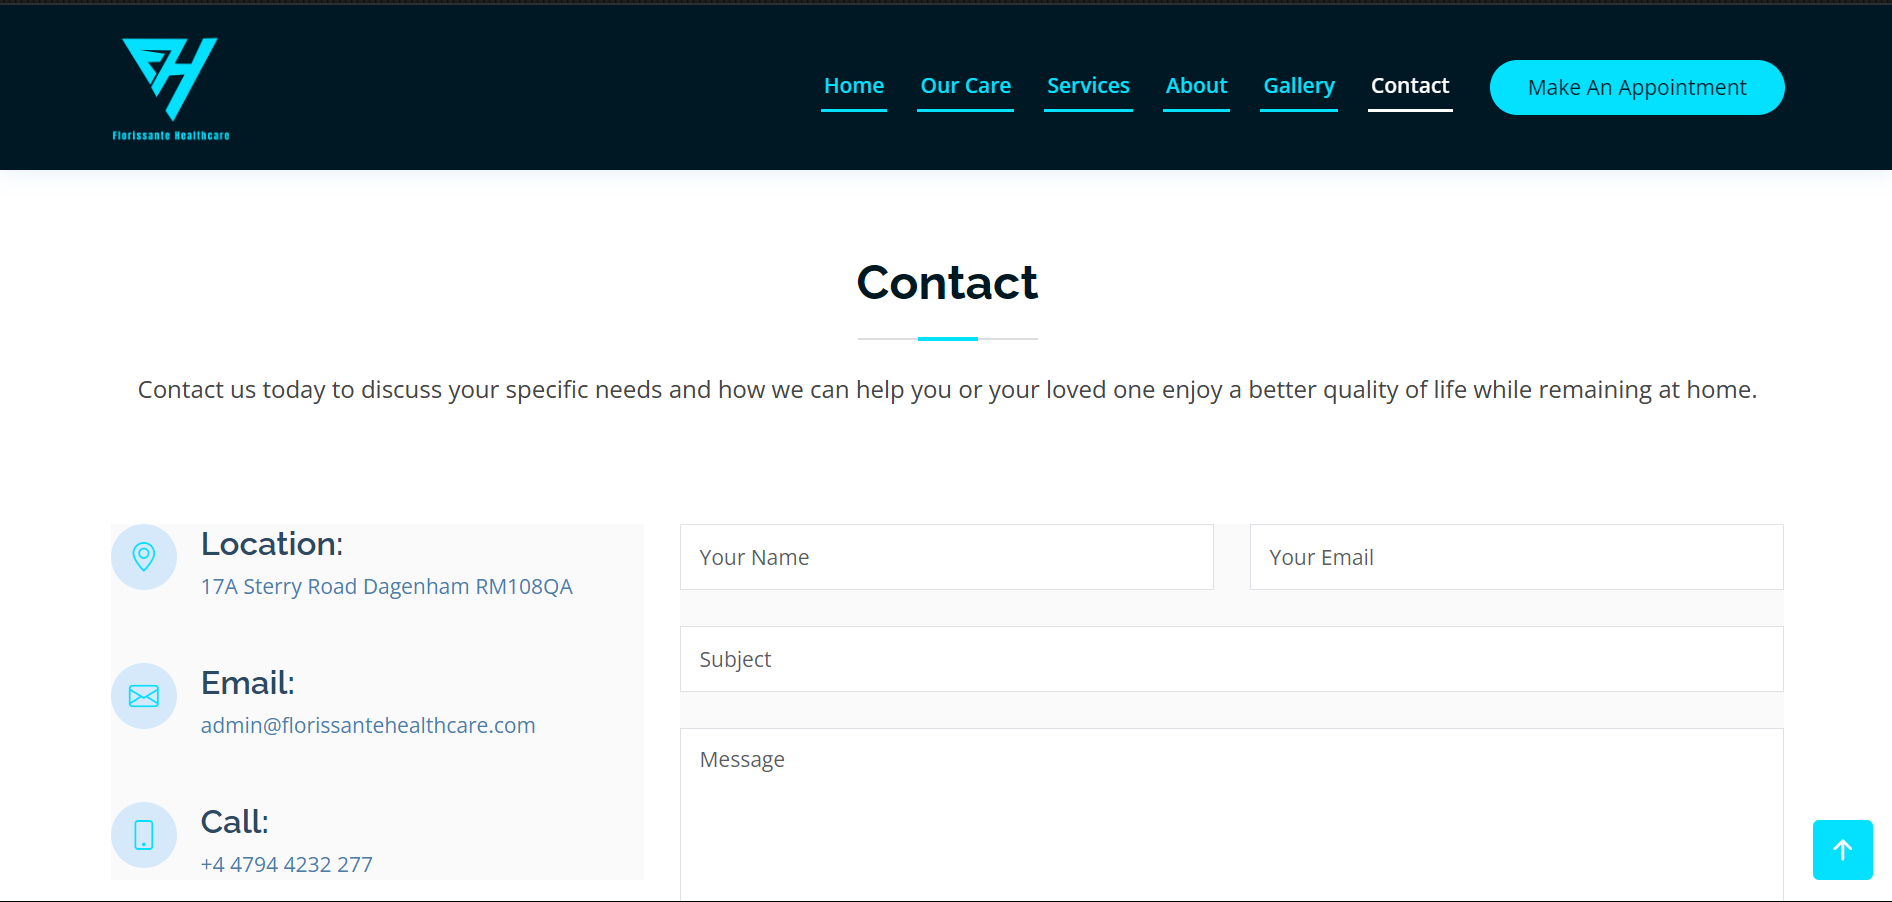 FH
Florissante Healthcare
Home Our Care Services About Gallery Contact Make An Appointment
Contact
Contact us today to discuss your specific needs and how we can help you or your loved one enjoy a better quality of life while remaining at home.
Location:
17A Sterry Road Dagenham RM108QA
Email:
admin@florissantehealthcare.com
Call:
+4 4794 4232 277
Your Name
Your Email
Subject
Message